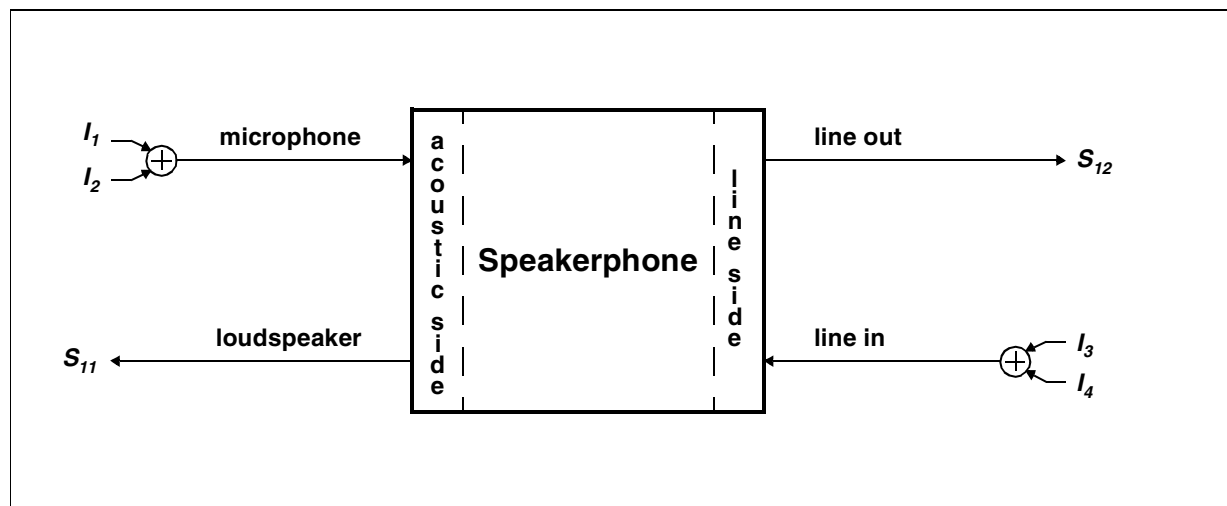 I1
microphone
line out
I2
S12
acoustic side
Speakerphone
line side
loudspeaker
line in
I3
S11
I4